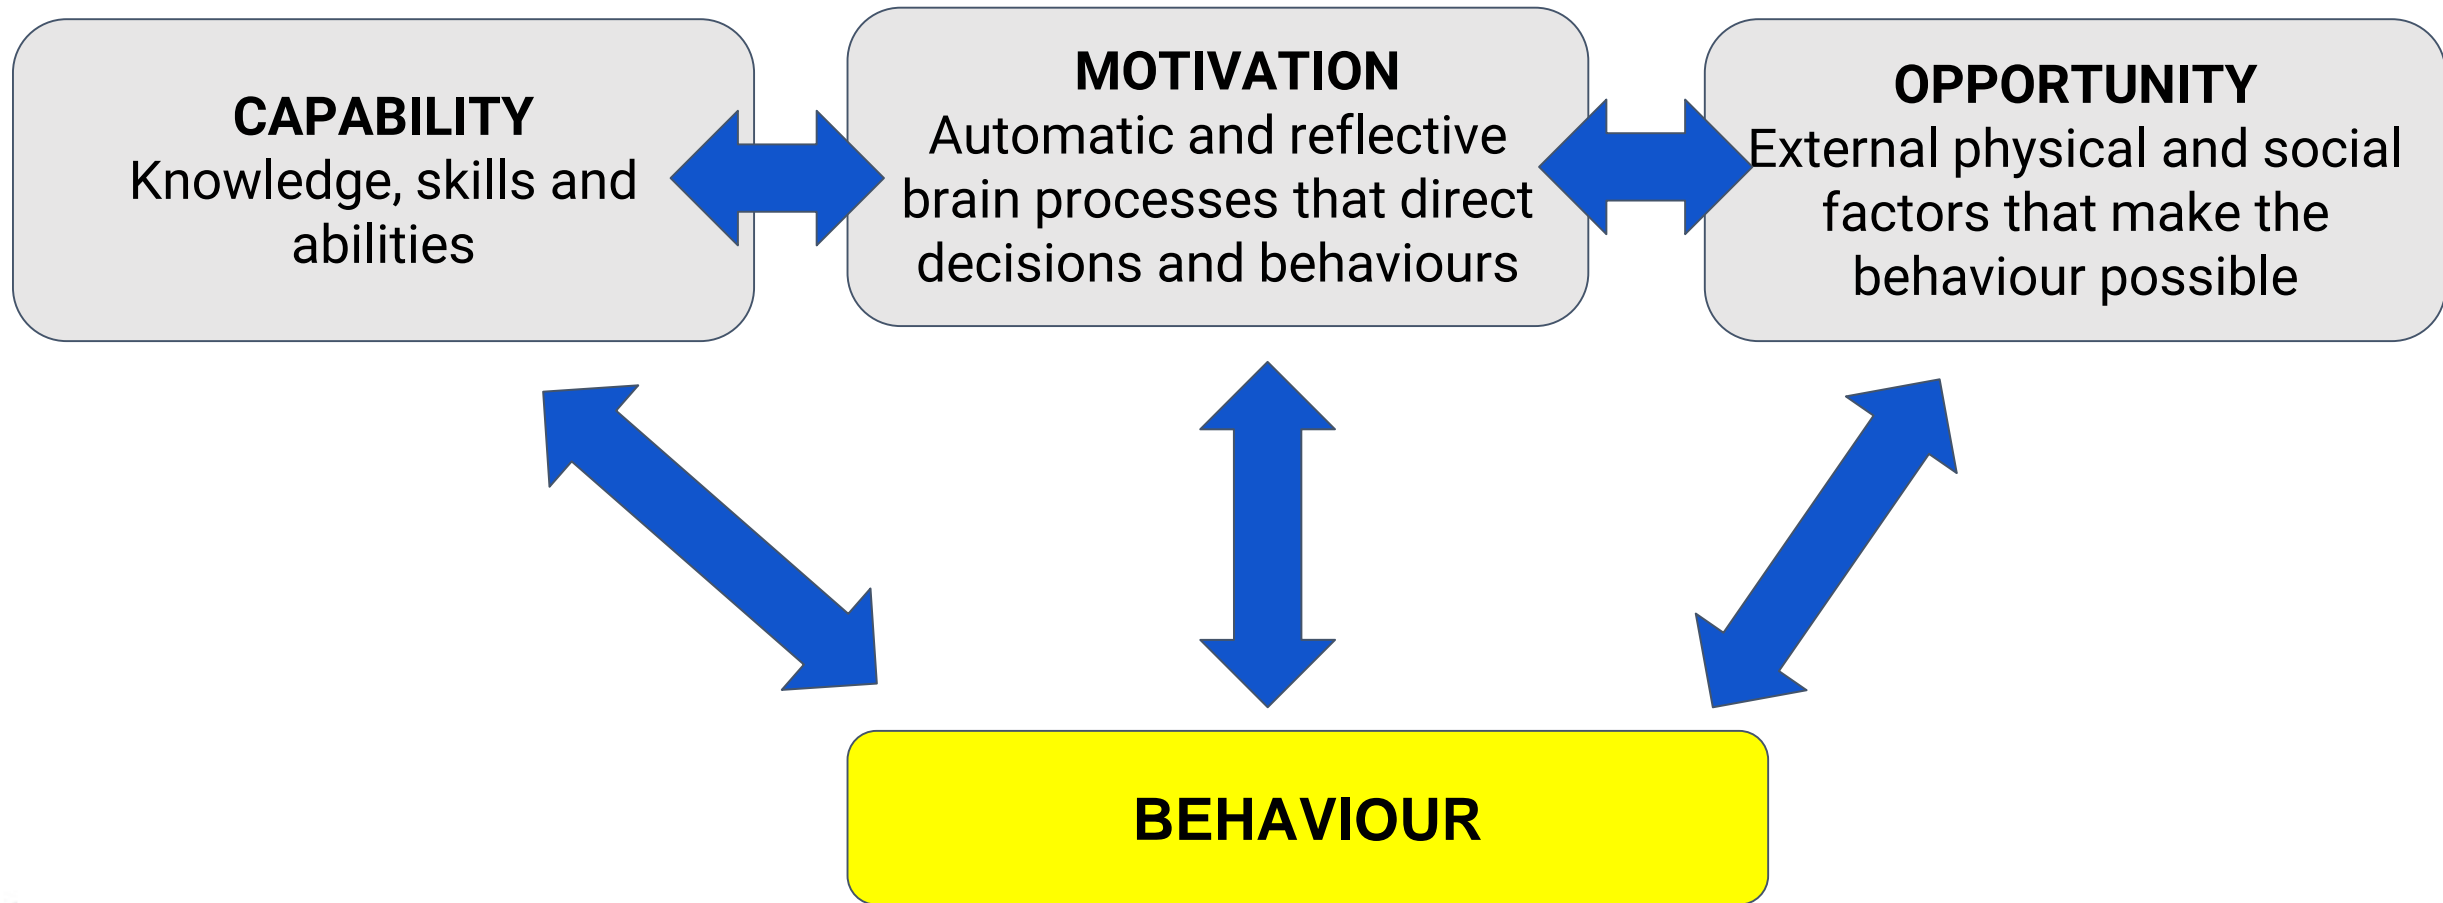 CAPABILITY
Knowledge, skills and
abilities
MOTIVATION
Automatic and reflective
brain processes that direct
decisions and behaviours
OPPORTUNITY
External physical and social
factors that make the
behaviour possible
BEHAVIOUR